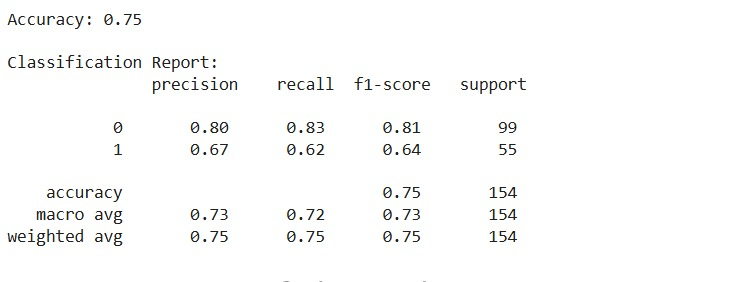 Accuracy: 0.75
Classification Report:
precision recall f1-score support
0 0.80 0.83 0.81 99
1 0.67 0.62 0.64 55
accuracy 0.75 154
macro avg 0.73 0.72 0.73 154
weighted avg 0.75 0.75 0.75 154